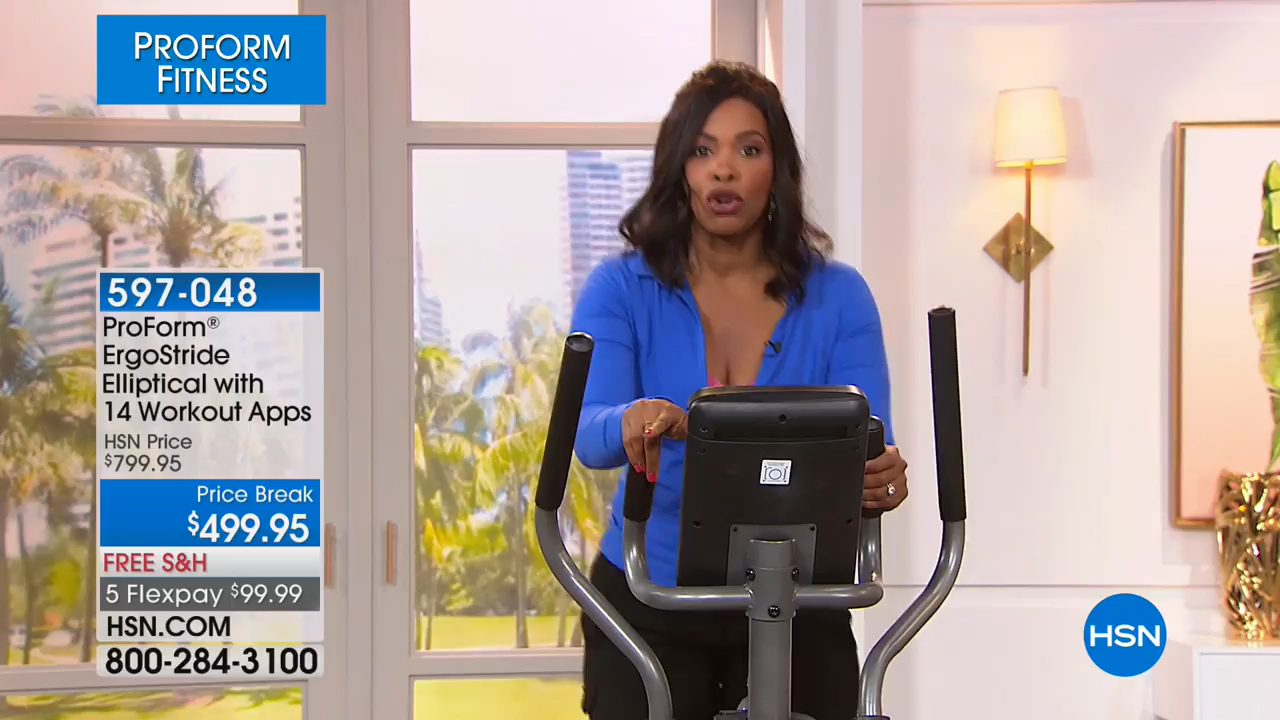 PROFORM
FITNESS
597-048
ProForm®
ErgoStride
Elliptical with
14 Workout Apps
HSN Price
$799.95
Price Break
$499.95
FREE S&H
5 Flexpay $99.99
HSN.COM
800-284-3100
HSN